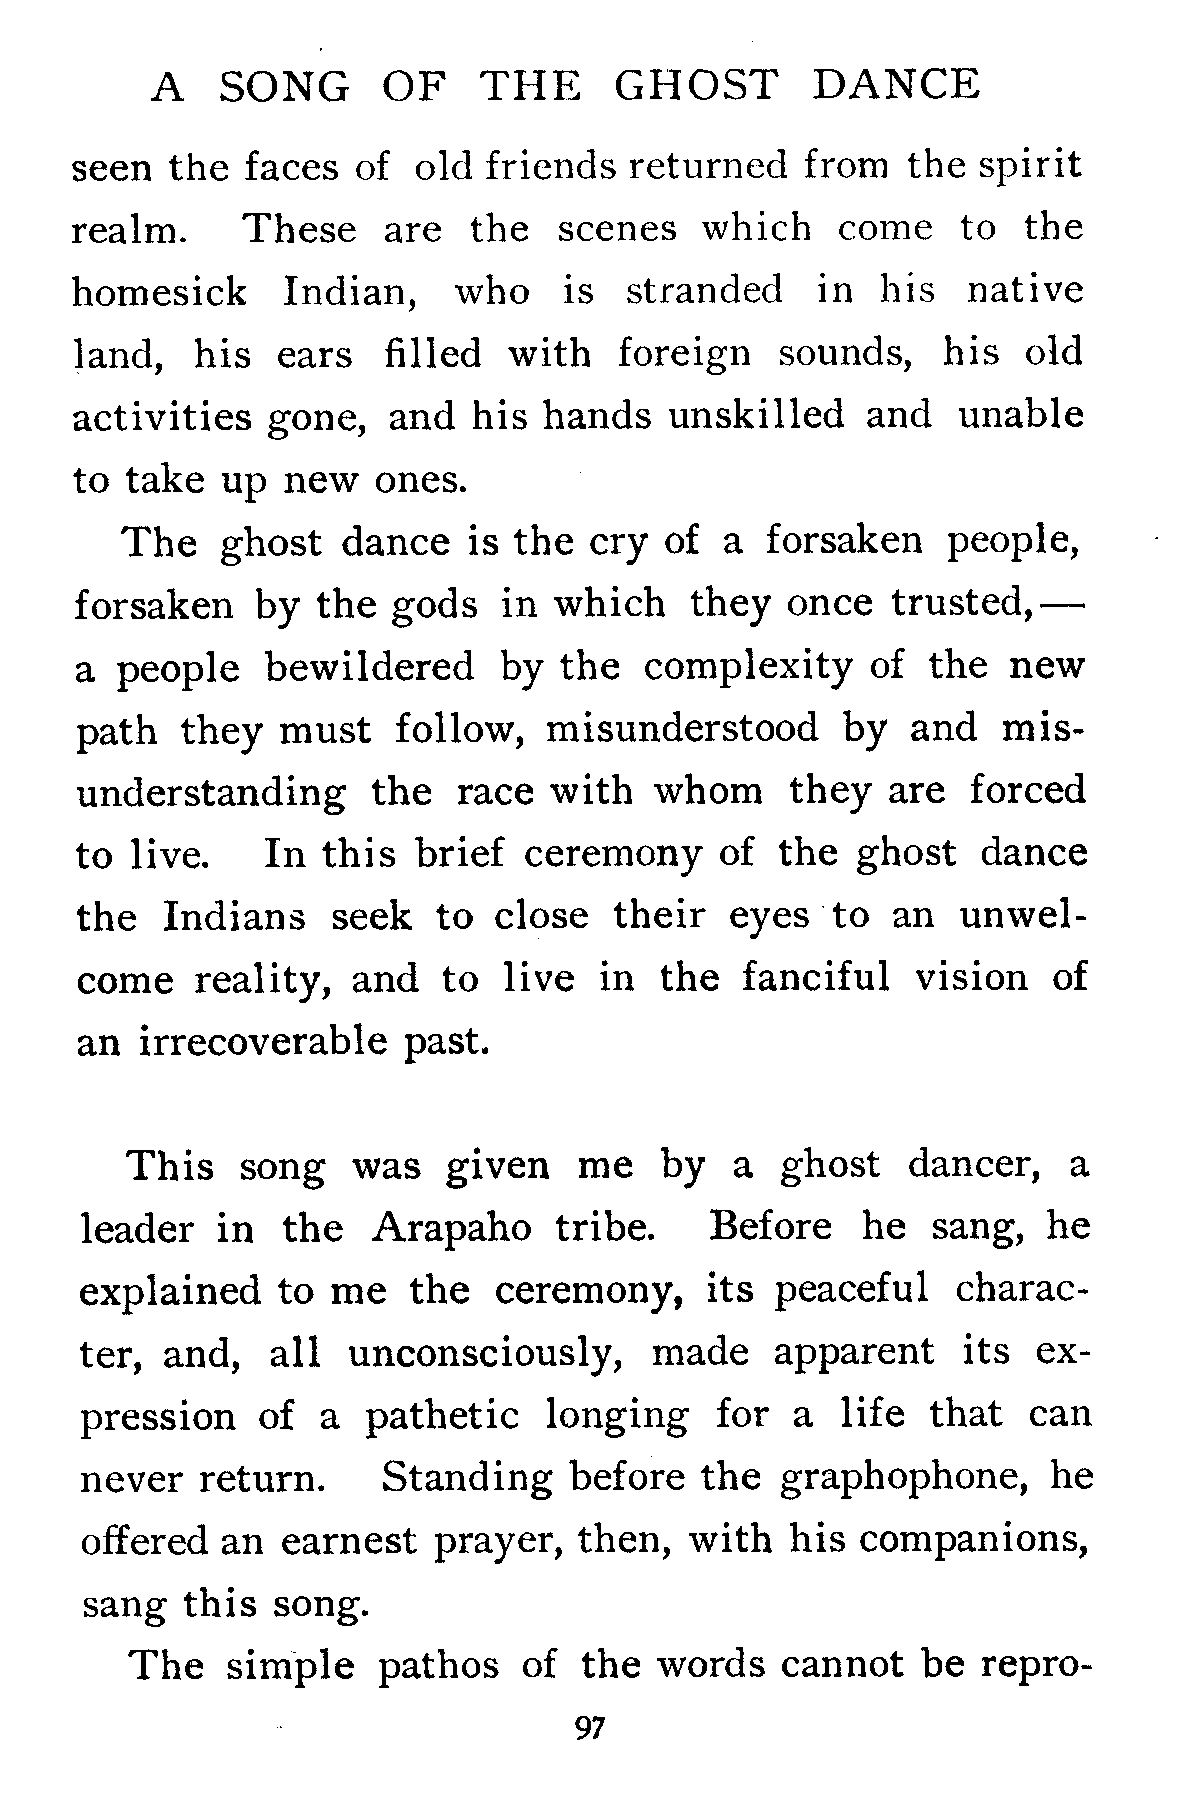 A SONG OF THE GHOST DANCE
seen the faces of old friends returned from the spirit
realm. These are the scenes which come to the
homesick Indian, who is stranded in his native
land, his ears filled with foreign sounds, his old
activities gone, and his hands unskilled and unable
to take up new ones.
The ghost dance is the cry of a forsaken people,
forsaken by the gods in which they once trusted,—
a people bewildered by the complexity of the new
path they must follow, misunderstood by and mis-
understanding the race with whom they are forced
to live. In this brief ceremony of the ghost dance
the Indians seek to close their eyes to an unwel-
come reality, and to live in the fanciful vision of
an irrecoverable past.
This song was given me by a ghost dancer, a
leader in the Arapaho tribe. Before he sang, he
explained to me the ceremony, its peaceful charac-
ter, and, all unconsciously, made apparent its ex-
pression of a pathetic longing for a life that can
never return. Standing before the graphophone, he
offered an earnest prayer, then, with his companions,
sang this song.
The simple pathos of the words cannot be repro-
97